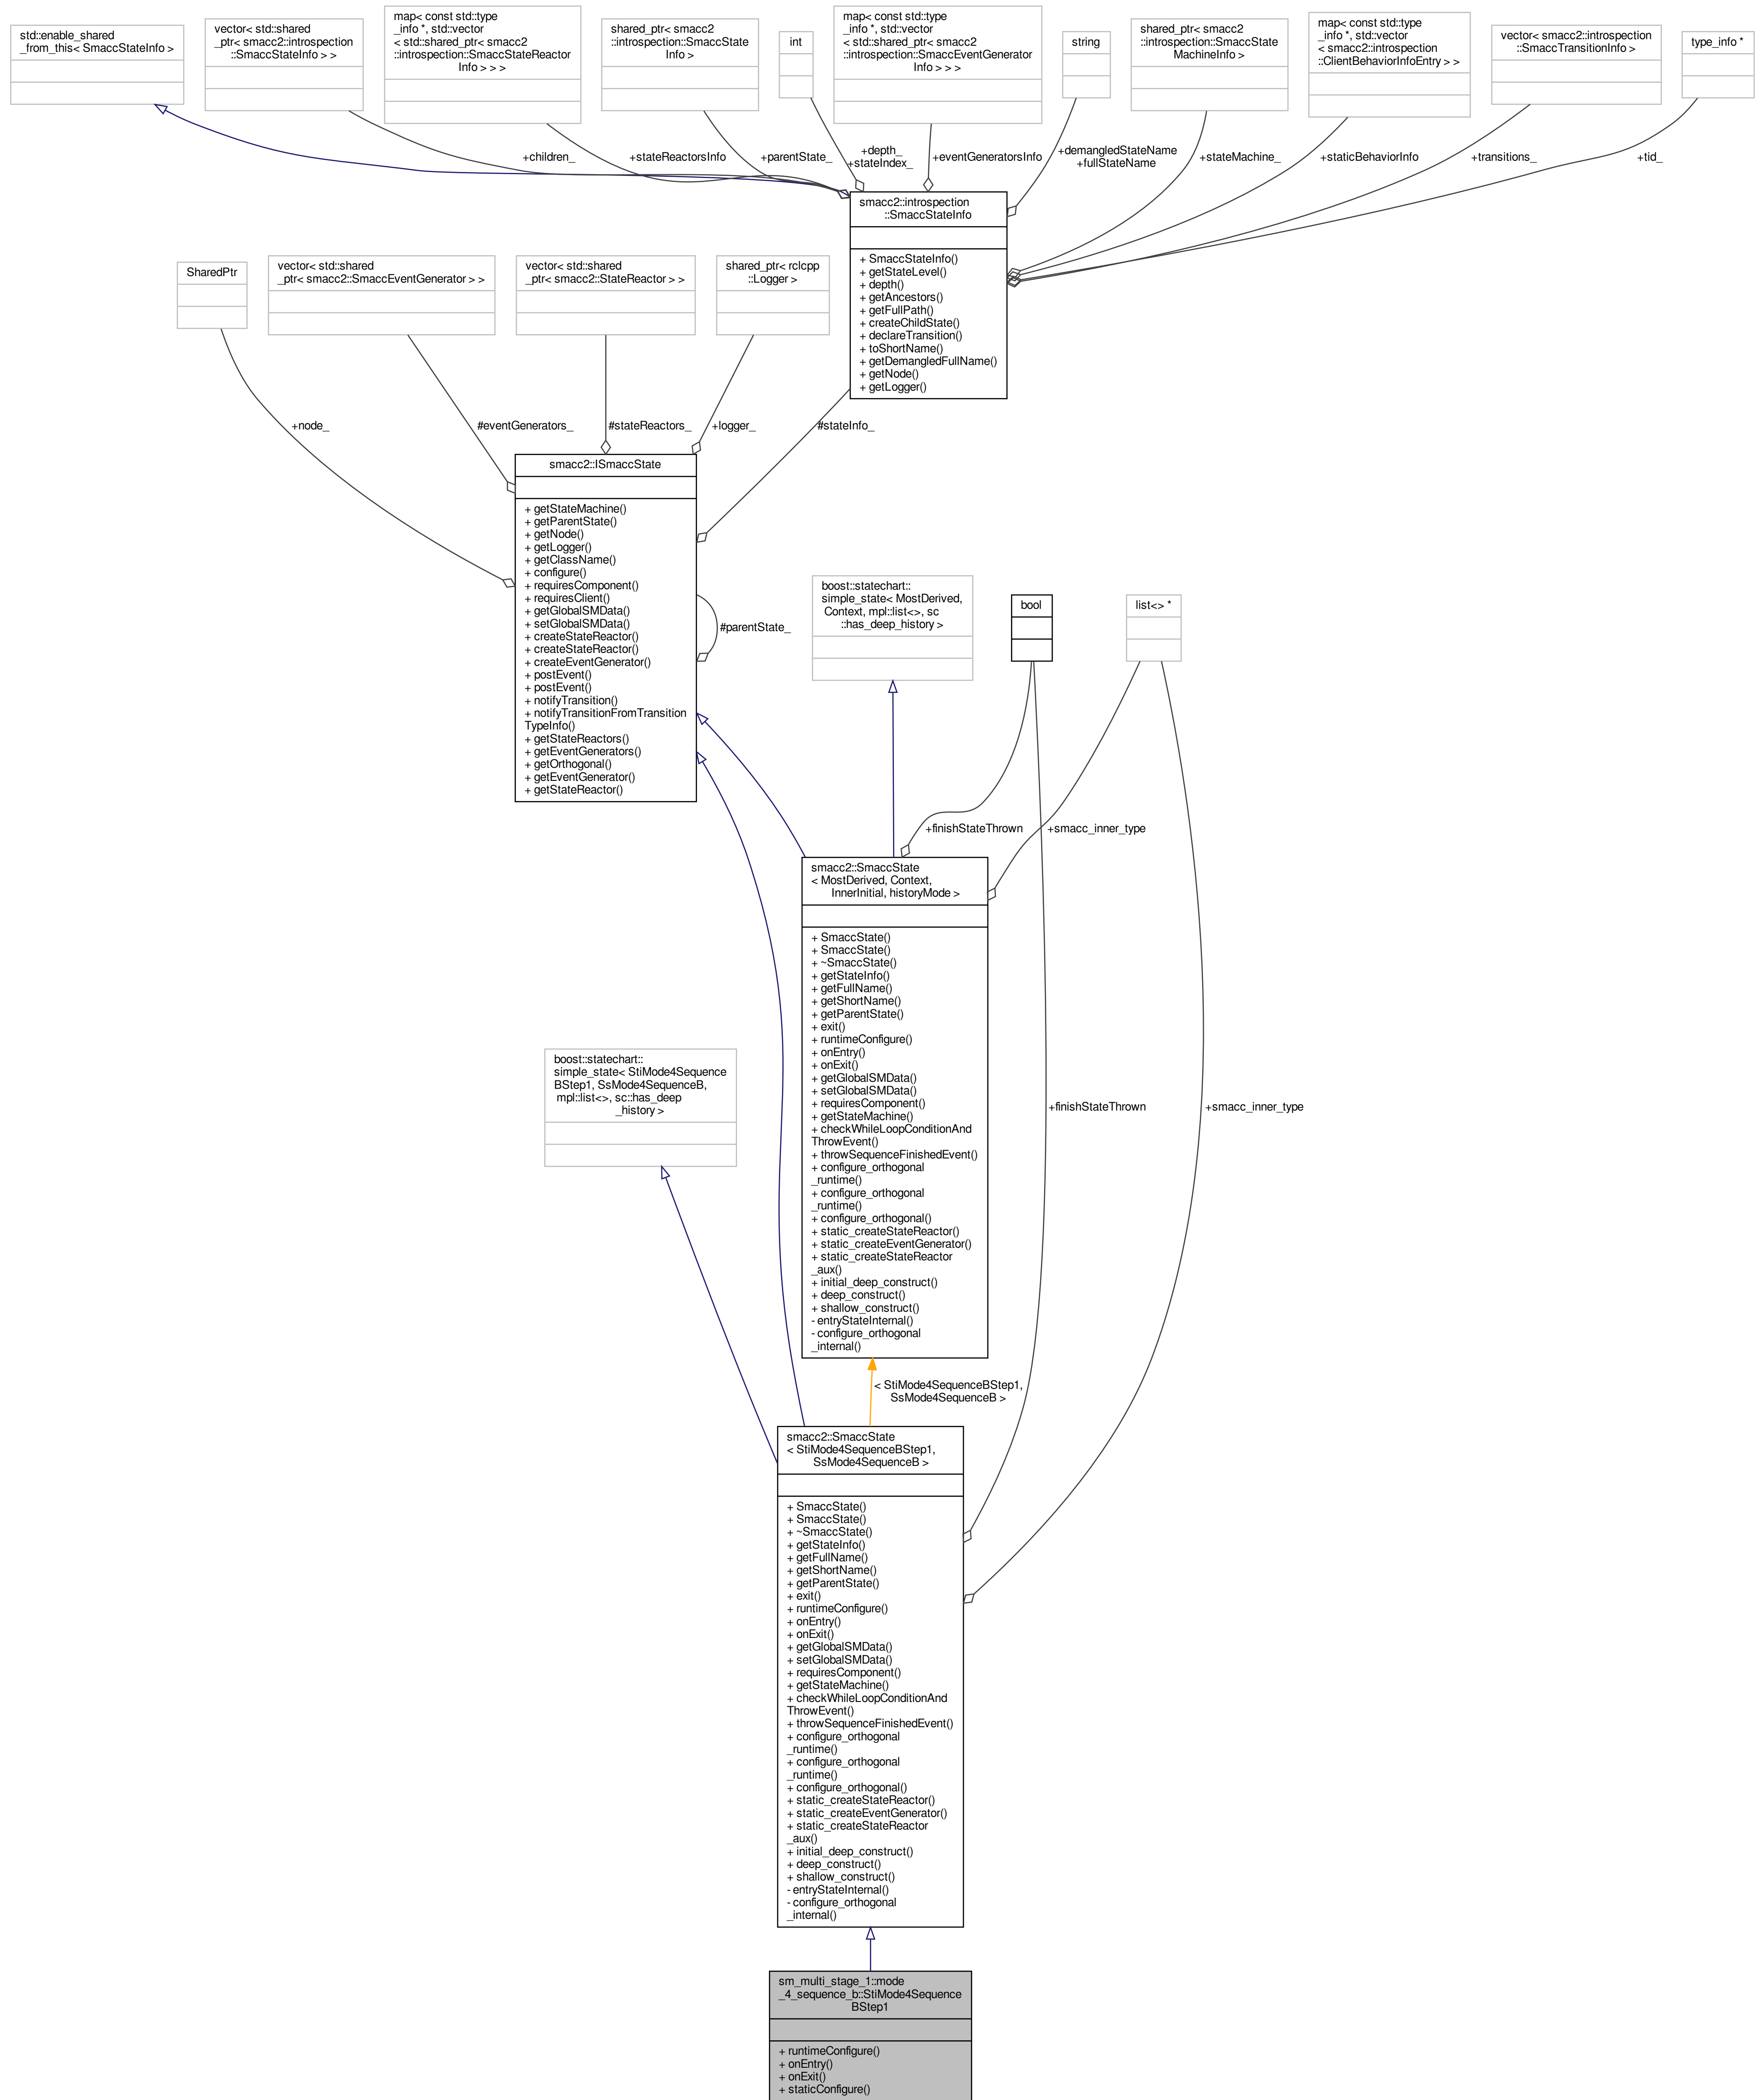 std::enable_shared
_from_this< SmaccStateInfo >
vector< std::shared
_ptr< smacc2::introspection
::SmaccStateInfo > >
map< const std::type
_info *, std::vector
< std::shared_ptr< smacc2
::introspection::SmaccStateReactor
Info > > >
shared_ptr< smacc2
::introspection::SmaccState
Info >
int
map< const std::type
_info *, std::vector
< std::shared_ptr< smacc2
::introspection::SmaccEventGenerator
Info > > >
string
shared_ptr< smacc2
::introspection::SmaccState
MachineInfo >
map< const std::type
_info *, std::vector
< smacc2::introspection
::ClientBehaviorInfoEntry > >
vector< smacc2::introspection
::SmaccTransitionInfo >
type_info *
+children_
+stateReactorsInfo
+parentState_
+depth_
+stateIndex_
+eventGeneratorsInfo
+demangledStateName
+fullStateName
+stateMachine_
+staticBehaviorInfo
+transitions_
+tid_
smacc2::introspection
::SmaccStateInfo
+ SmaccStateInfo()
+ getStateLevel()
+ depth()
+ getAncestors()
+ getFullPath()
+ createChildState()
+ declareTransition()
+ toShortName()
+ getDemangledFullName()
+ getNode()
+ getLogger()
SharedPtr
vector< std::shared
_ptr< smacc2::SmaccEventGenerator > >
vector< std::shared
_ptr< smacc2::StateReactor > >
shared_ptr< rclcpp
::Logger >
+node_
#eventGenerators_
#stateReactors_
+logger_
#stateInfo_
smacc2::ISmaccState
+ getStateMachine()
+ getParentState()
+ getNode()
+ getLogger()
+ getClassName()
+ configure()
+ requiresComponent()
+ requiresClient()
+ getGlobalSMData()
+ setGlobalSMData()
+ createStateReactor()
+ createStateReactor()
+ createEventGenerator()
+ postEvent()
+ postEvent()
+ notifyTransition()
+ notifyTransitionFromTransition
TypeInfo()
+ getStateReactors()
+ getEventGenerators()
+ getOrthogonal()
+ getEventGenerator()
+ getStateReactor()
#parentState_
boost::statechart::
simple_state< MostDerived,
Context, mpl::list<>, sc
::has_deep_history >
bool
list<> *
+finishStateThrown
+smacc_inner_type
smacc2::SmaccState
< MostDerived, Context,
InnerInitial, historyMode >
+ SmaccState()
+ SmaccState()
+ ~SmaccState()
+ getStateInfo()
+ getFullName()
+ getShortName()
+ getParentState()
+ exit()
+ runtimeConfigure()
+ onEntry()
+ onExit()
+ getGlobalSMData()
+ setGlobalSMData()
+ requiresComponent()
+ getStateMachine()
+ checkWhileLoopConditionAnd
ThrowEvent()
+ throwSequenceFinishedEvent()
+ configure_orthogonal
_runtime()
+ configure_orthogonal
_runtime()
+ configure_orthogonal()
+ static_createStateReactor()
+ static_createEventGenerator()
+ static_createStateReactor
_aux()
+ initial_deep_construct()
+ deep_construct()
+ shallow_construct()
- entryStateInternal()
- configure_orthogonal
_internal()
boost::statechart::
simple_state< StiMode4Sequence
BStep1, SsMode4SequenceB,
mpl::list<>, sc::has_deep
_history >
+finishStateThrown
+smacc_inner_type
< StiMode4SequenceBStep1,
SsMode4SequenceB >
smacc2::SmaccState
< StiMode4SequenceBStep1,
SsMode4SequenceB >
+ SmaccState()
+ SmaccState()
+ ~SmaccState()
+ getStateInfo()
+ getFullName()
+ getShortName()
+ getParentState()
+ exit()
+ runtimeConfigure()
+ onEntry()
+ onExit()
+ getGlobalSMData()
+ setGlobalSMData()
+ requiresComponent()
+ getStateMachine()
+ checkWhileLoopConditionAnd
ThrowEvent()
+ throwSequenceFinishedEvent()
+ configure_orthogonal
_runtime()
+ configure_orthogonal
_runtime()
+ configure_orthogonal()
+ static_createStateReactor()
+ static_createEventGenerator()
+ static_createStateReactor
_aux()
+ initial_deep_construct()
+ deep_construct()
+ shallow_construct()
- entryStateInternal()
- configure_orthogonal
_internal()
sm_multi_stage_1::mode
_4_sequence_b::StiMode4Sequence
BStep1
+ runtimeConfigure()
+ onEntry()
+ onExit()
+ staticConfigure()